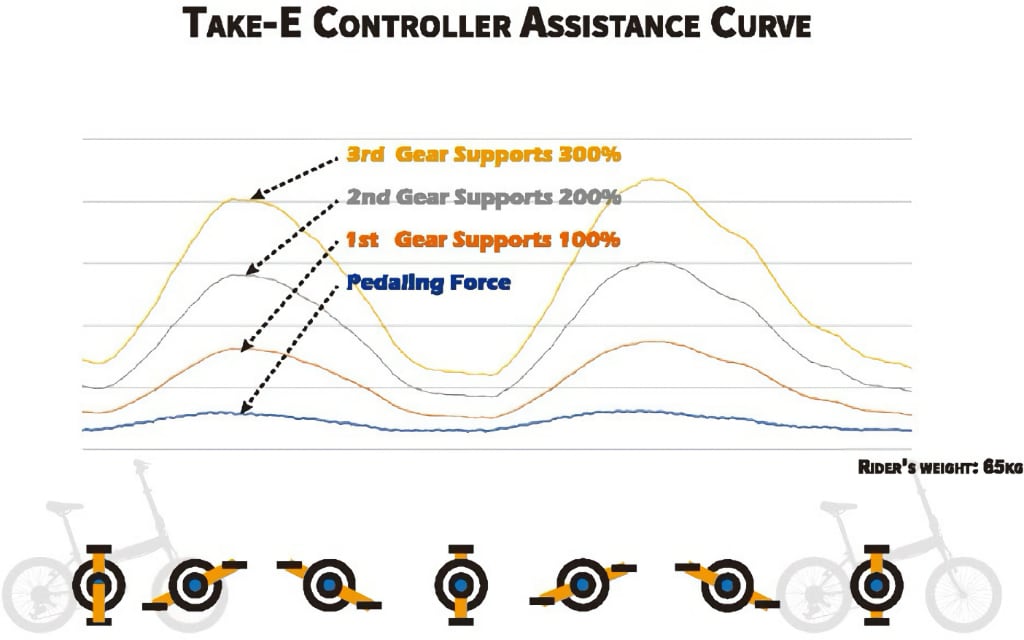 Take-E Controller Assistance Curve
3rd Gear Supports 300%
2nd Gear Supports 200%
1st Gear Supports 100%
Pedaling Force
Rider's weight: 65kg